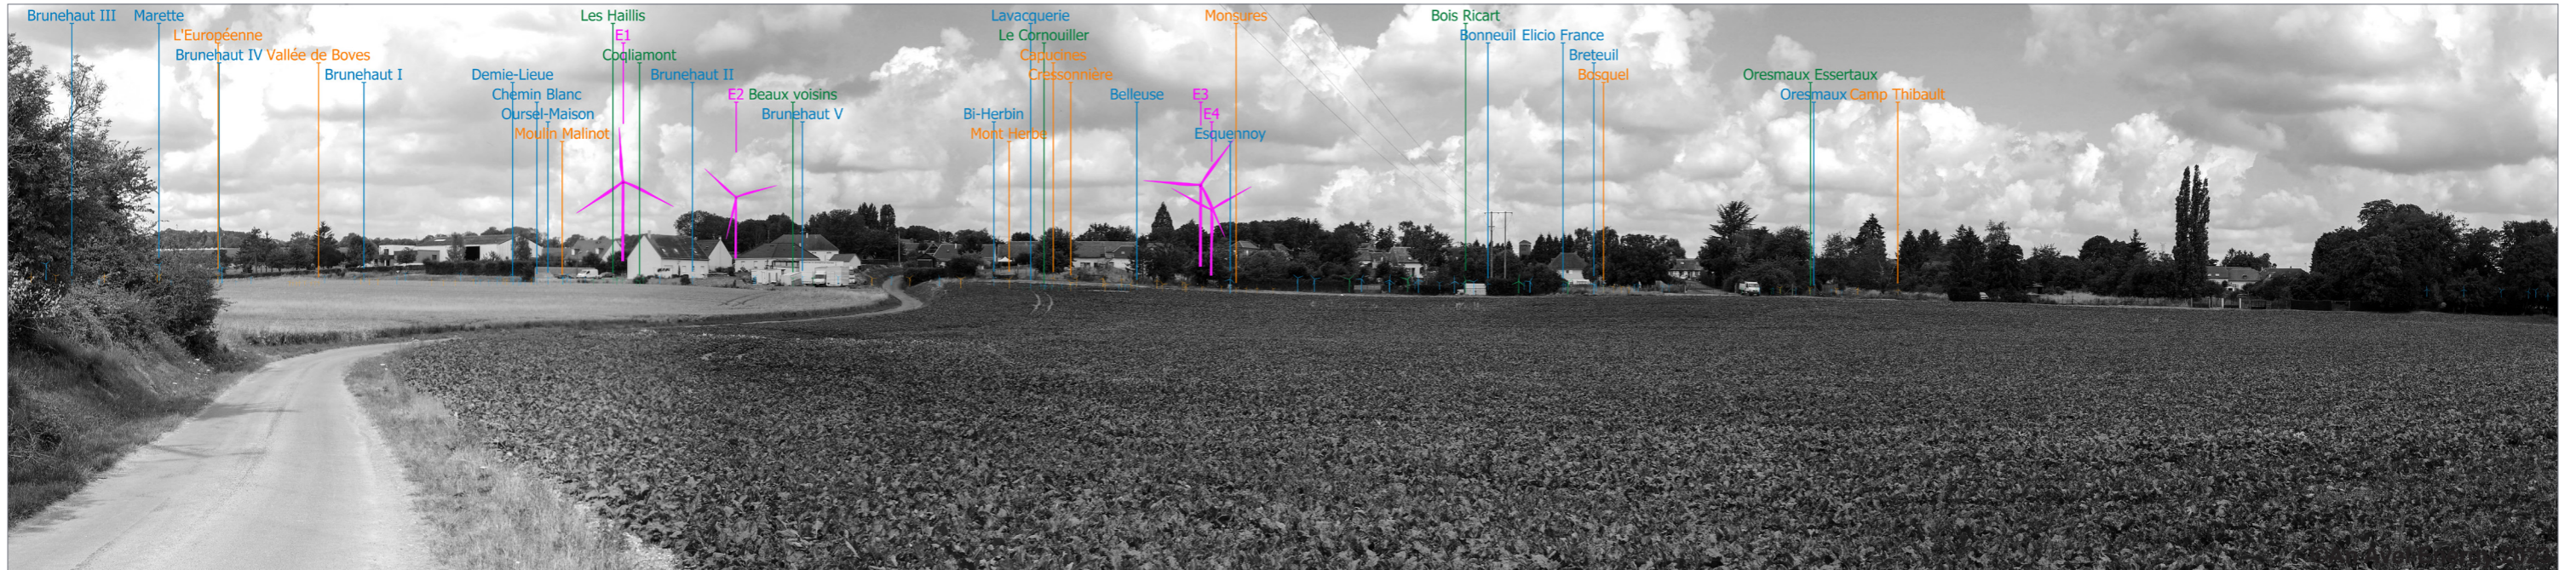 Brunehaut III Marette Les Haillis Lavacquerie Monsures Bois Ricart
L'Européenne E1 Le Cornouiller Bonneuil Elicio France
Brunehaut IV Vallée de Boves Coqliamont Capucines Breteuil
Brunehaut I Demie-Lieue Brunehaut II Cressonnière Bosquel Oresmaux Essertaux
Chemin Blanc E2 Beaux voisins Belleuse E3 Oresmaux Camp Thibault
Oursel-Maison Brunehaut V Bi-Herbin E4
Moulin Malinot Mont Herbe Esquennoy